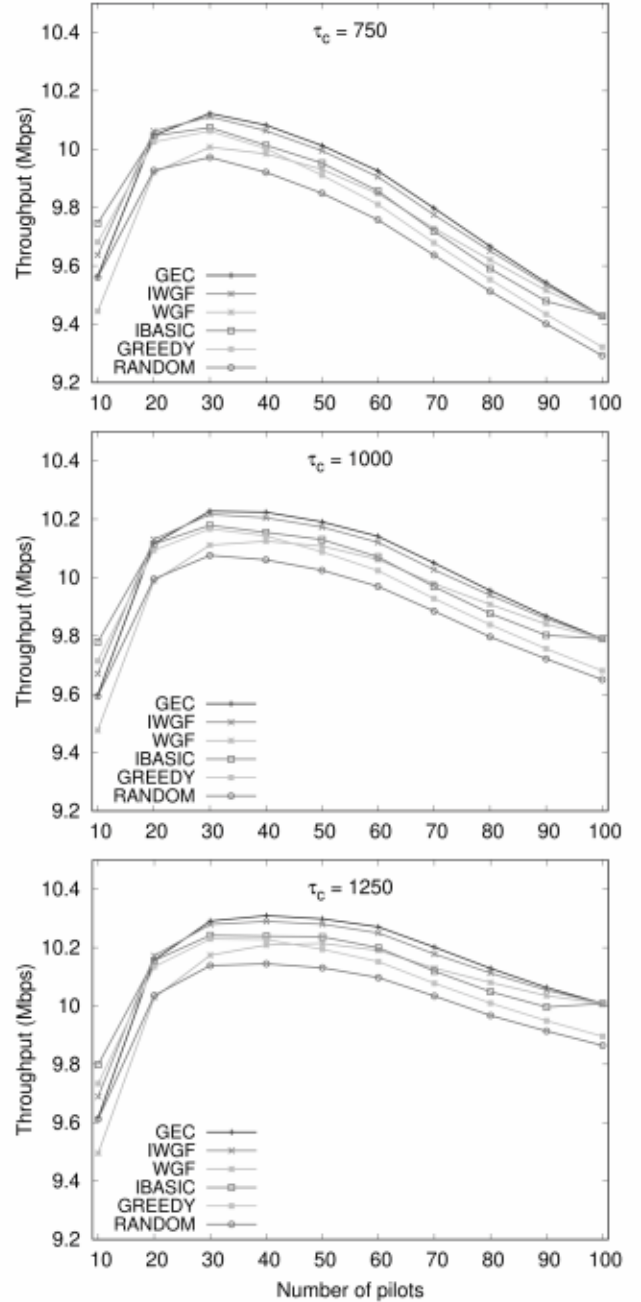 10.4
τc = 750
10.2
10
9.8
9.6
9.4
9.2
Throughput (Mbps)
GEC
IWGF
WGF
IBASIC
GREEDY
RANDOM
10 20 30 40 50 60 70 80 90 100
10.4
τc = 1000
10.2
10
9.8
9.6
9.4
9.2
Throughput (Mbps)
GEC
IWGF
WGF
IBASIC
GREEDY
RANDOM
10 20 30 40 50 60 70 80 90 100
10.4
τc = 1250
10.2
10
9.8
9.6
9.4
9.2
Throughput (Mbps)
GEC
IWGF
WGF
IBASIC
GREEDY
RANDOM
10 20 30 40 50 60 70 80 90 100
Number of pilots